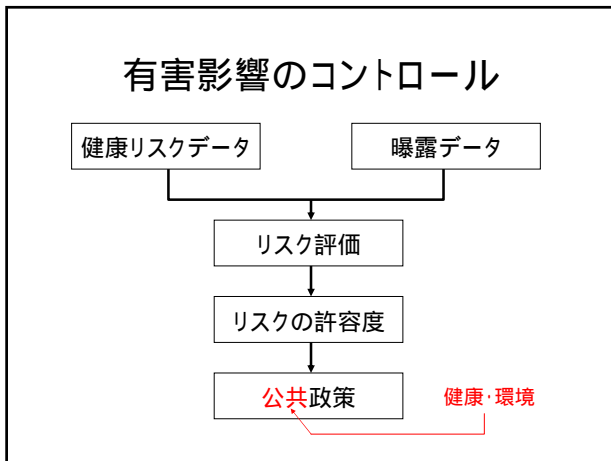 有害影響のコントロール
健康リスクデータ
曝露データ
リスク評価
リスクの許容度
公共政策
健康・環境